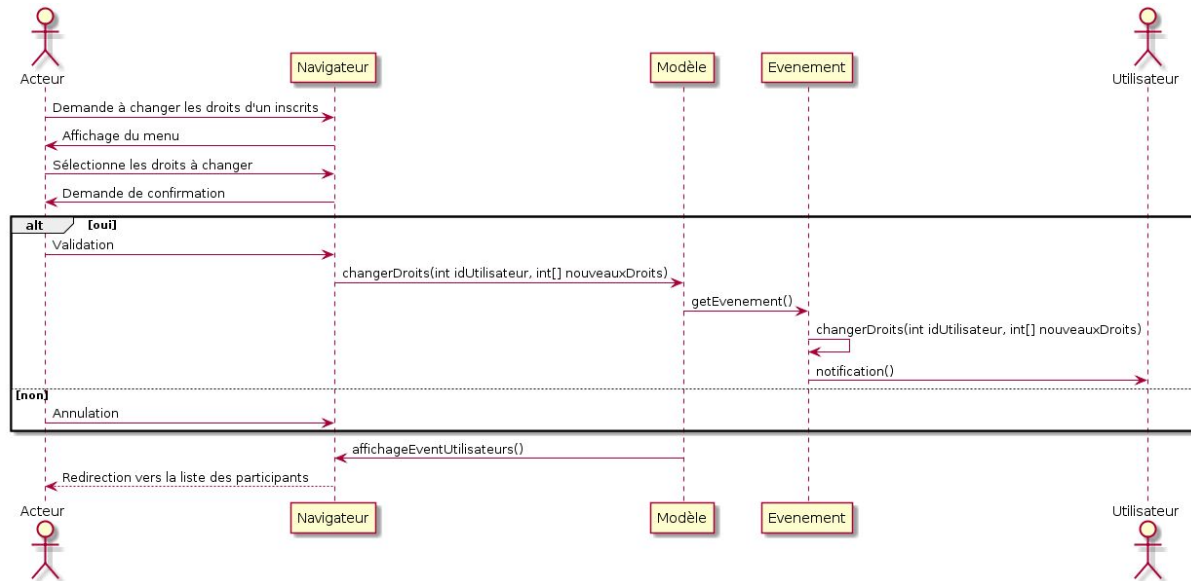 Acteur
Navigateur
Modèle
Evenement
Utilisateur
Demande à changer les droits d'un inscrits
Affichage du menu
Sélectionne les droits à changer
Demande de confirmation
alt [oui]
Validation
changerDroits(int idUtilisateur, int[] nouveauxDroits)
getEvenement()
changerDroits(int idUtilisateur, int[] nouveauxDroits)
notification()
[non]
Annulation
affichageEventUtilisateurs()
Redirection vers la liste des participants
Acteur
Navigateur
Modèle
Evenement
Utilisateur